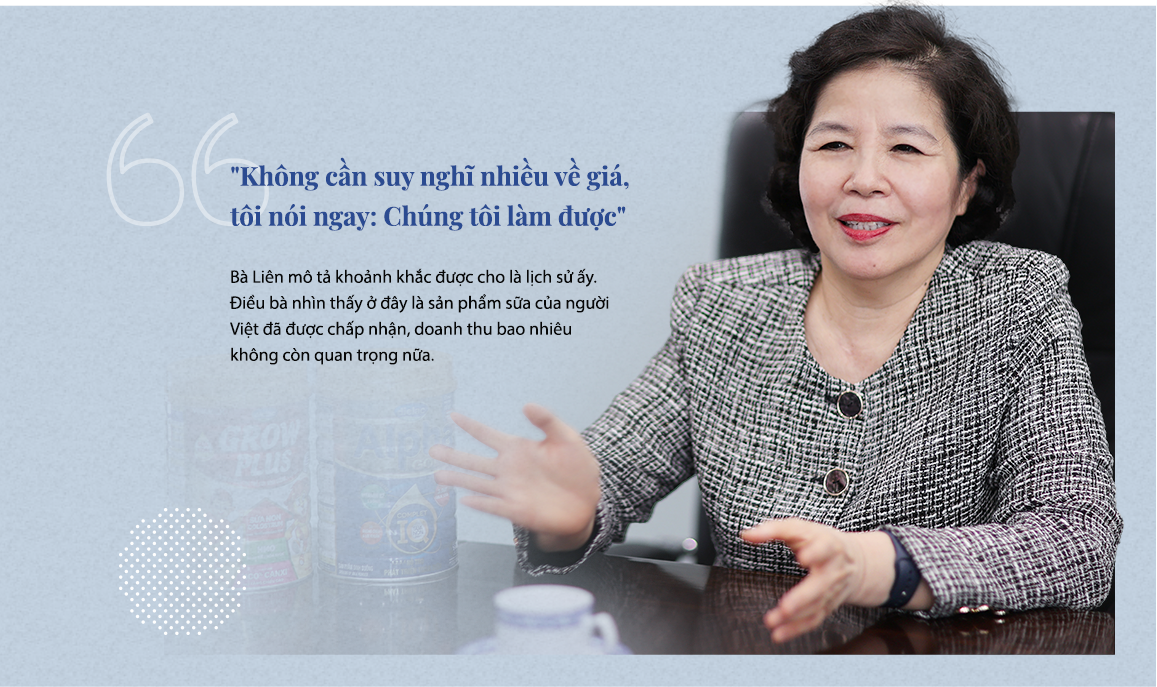 "Không cần suy nghĩ nhiều về giá,
tôi nói ngay: Chúng tôi làm được"
Bà Liên mô tả khoảnh khắc được cho là lịch sử ấy.
Điều bà nhìn thấy ở đây là sản phẩm sữa của người
Việt đã được chấp nhận, doanh thu bao nhiêu
không còn quan trọng nữa.
GROW
PLUS
IQ